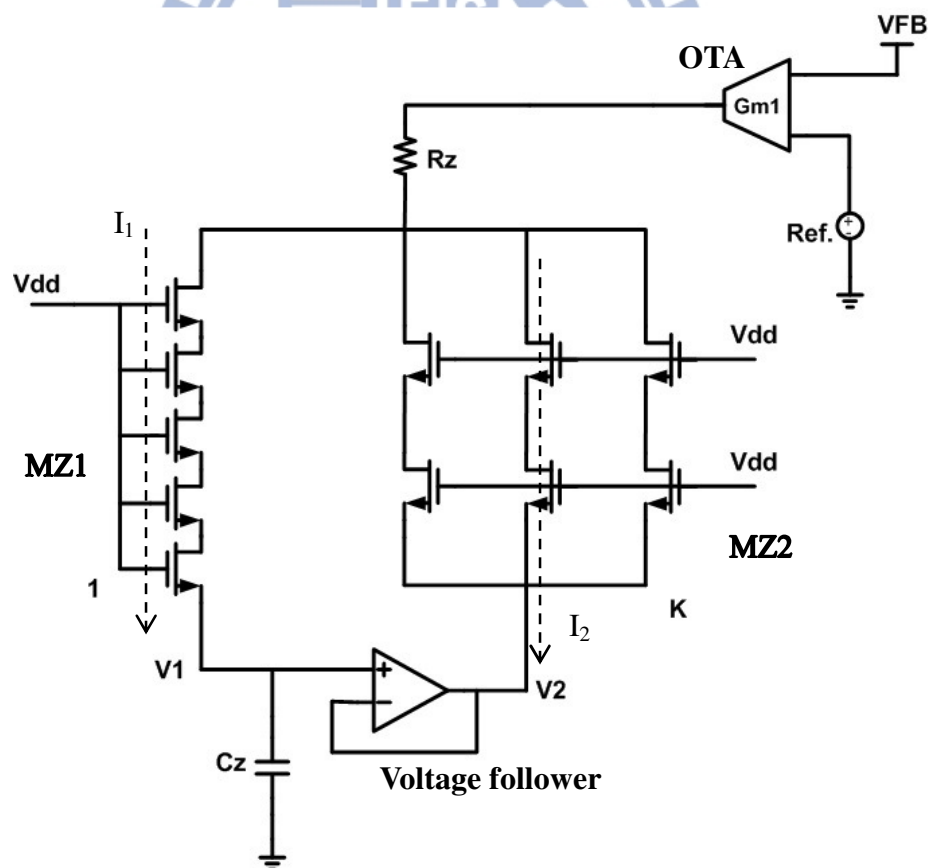 VFB
OTA
Gm1
Rz
I₁
Ref.
+
-
Vdd
Vdd
MZ1
Vdd
MZ2
1
K
I₂
V1
+
-
V2
Cz
Voltage follower